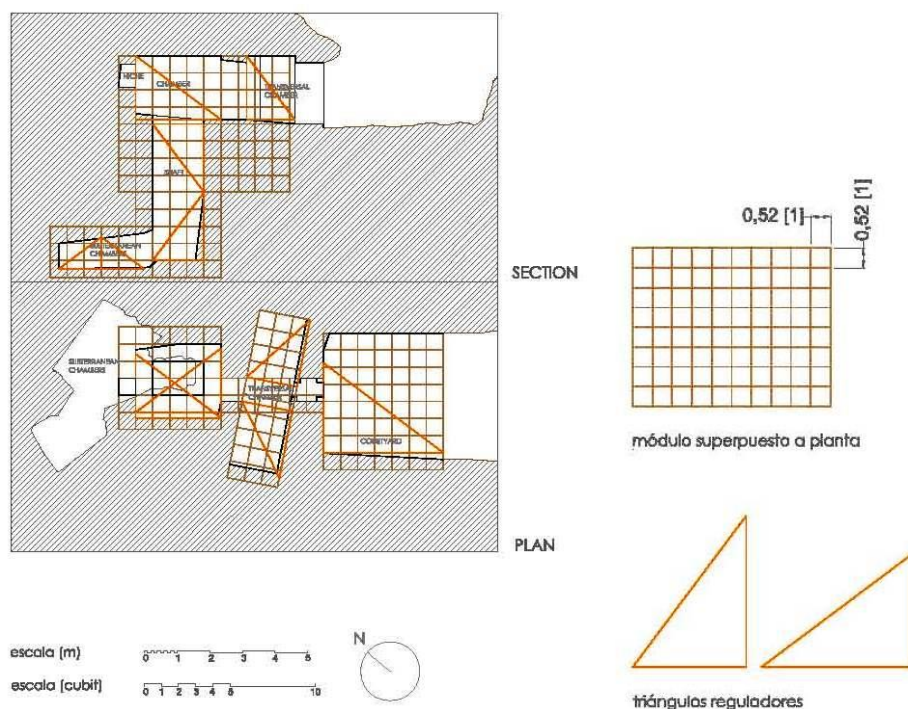 NICHE
CHAMBER
TRANSVERSAL
CHAMBER
SHAFT
SUBTERRANEAN
CHAMBERS
SECTION
SUBTERRANEAN
CHAMBERS
TRANSVERSAL
CHAMBER
COURTYARD
PLAN
0,52 [1]
0,52 [1]
módulo superpuesto a planta
triángulos reguladores
escala (m)
0 1 2 3 4 5
escala (cubit)
0 1 2 3 4 5 10
N